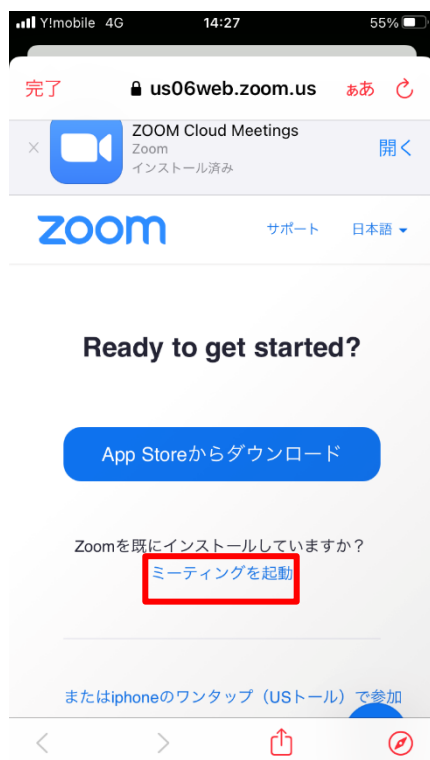 Y!mobile 4G 14:27 55%
完了 us06web.zoom.us ぁあ
× ZOOM Cloud Meetings
Zoom
インストール済み
開く
zoom サポート 日本語
Ready to get started?
App Storeからダウンロード
Zoomを既にインストールしていますか？
ミーティングを起動
またはiphoneのワンタップ（USトール）で参加